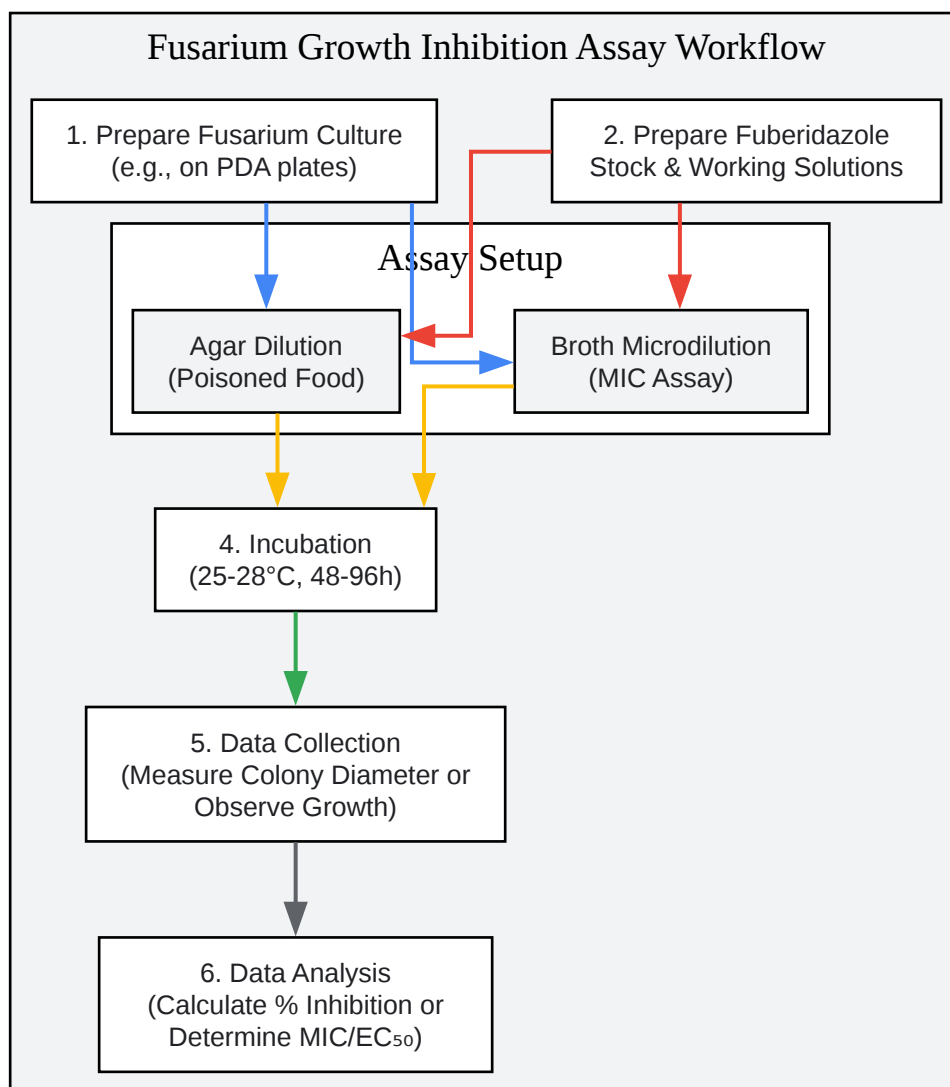 Fusarium Growth Inhibition Assay Workflow
1. Prepare Fusarium Culture
(e.g., on PDA plates)
2. Prepare Fuberidazole
Stock & Working Solutions
Assay Setup
Agar Dilution
(Poisoned Food)
Broth Microdilution
(MIC Assay)
4. Incubation
(25-28°C, 48-96h)
5. Data Collection
(Measure Colony Diameter or
Observe Growth)
6. Data Analysis
(Calculate % Inhibition or
Determine MIC/EC₅₀)